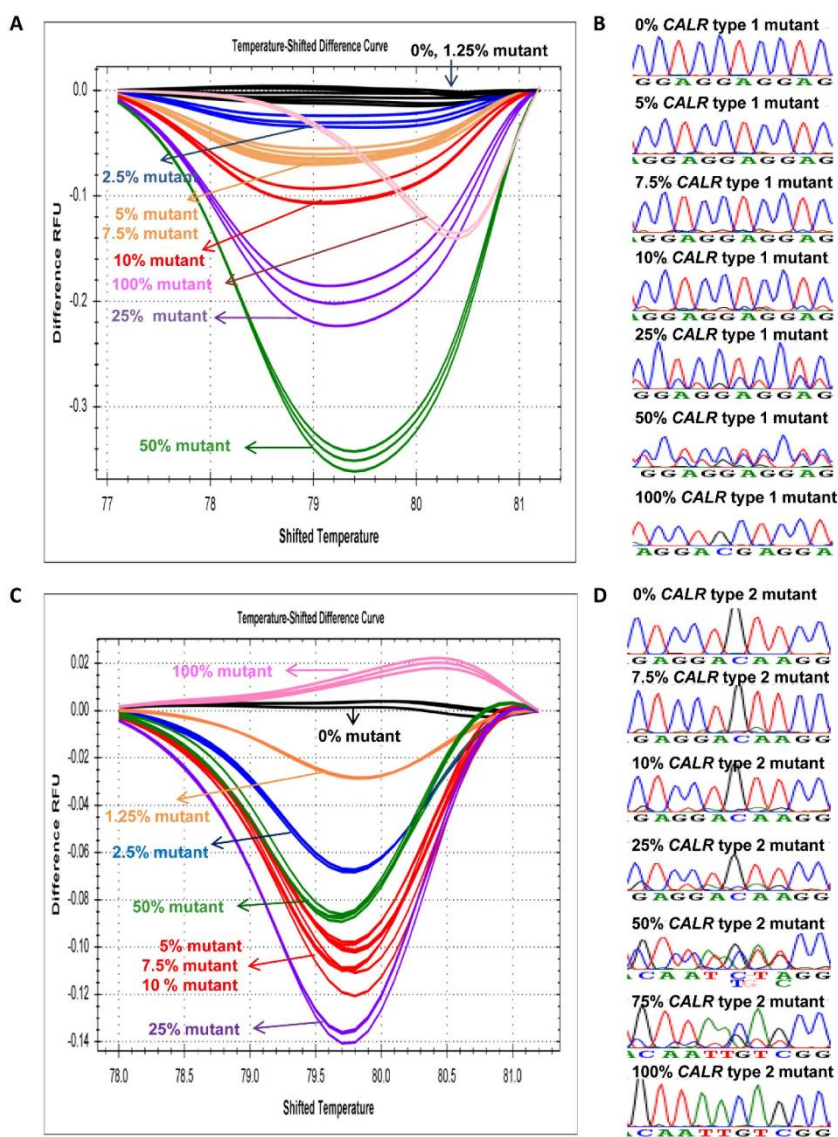 A
Temperature-Shifted Difference Curve
0%, 1.25% mutant
0.0
-0.1
-0.2
-0.3
Difference RFU
2.5% mutant
5% mutant
7.5% mutant
10% mutant
100% mutant
25% mutant
50% mutant
77
78
79
80
81
Shifted Temperature
B
0% CALR type 1 mutant
GGAGGAGGAG
5% CALR type 1 mutant
AGGAGGAGGAG
7.5% CALR type 1 mutant
AGGAGGAGGAG
10% CALR type 1 mutant
AGGAGGAGGAG
25% CALR type 1 mutant
GGAGGAGGAG
50% CALR type 1 mutant
GGAGGAGGAG
100% CALR type 1 mutant
AGGACGAGGA
C
Temperature-Shifted Difference Curve
0.02
0.00
-0.02
-0.04
-0.06
-0.08
-0.10
-0.12
-0.14
Difference RFU
100% mutant
0% mutant
1.25% mutant
2.5% mutant
50% mutant
5% mutant
7.5% mutant
10 % mutant
25% mutant
78.0
78.5
79.0
79.5
80.0
80.5
81.0
Shifted Temperature
D
0% CALR type 2 mutant
GAGGACAAGG
7.5% CALR type 2 mutant
GAGGACAAGG
10% CALR type 2 mutant
GAGGACAAGG
25% CALR type 2 mutant
GAGGACAAGG
50% CALR type 2 mutant
ACAATCTAGG
TG C
75% CALR type 2 mutant
ACAATTGTCGG
100% CALR type 2 mutant
ACAATTGTCGG